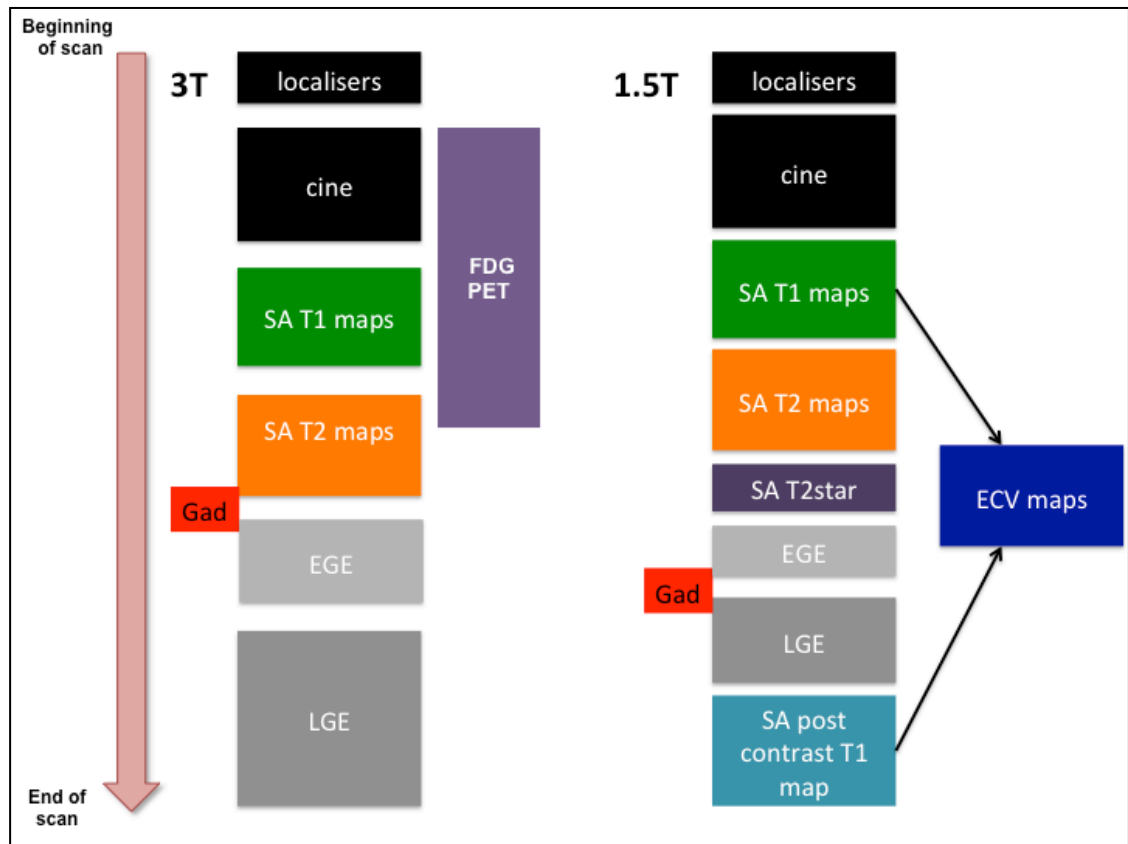 Beginning
of scan
3T
localisers
cine
FDG
PET
SA T1 maps
SA T2 maps
Gad
EGE
LGE
End of
scan
1.5T
localisers
cine
SA T1 maps
SA T2 maps
SA T2star
ECV maps
EGE
Gad
LGE
SA post
contrast T1
map